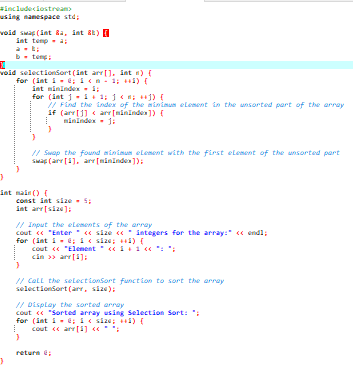 #include<iostream>
using namespace std;
void swap(int &a, int &b) {
int temp = a;
a = b;
b = temp;
}
void selectionSort(int arr[], int n) {
for (int i = 0; i < n - 1; ++i) {
int minindex = i;
for (int j = i + 1; j < n; ++j) {
// Find the index of the minimum element in the unsorted part of the array
if (arr[j] < arr[minindex]) {
minindex = j;
}
}
// Swap the found minimum element with the first element of the unsorted part
swap(arr[i], arr[minindex]);
}
}
int main() {
const int size = 5;
int arr[size];
// Input the elements of the array
cout << "Enter " << size << " integers for the array:" << endl;
for (int i = 0; i < size; ++i) {
cout << "Element " << i + 1 << ": ";
cin >> arr[i];
}
// Call the selectionSort function to sort the array
selectionSort(arr, size);
// Display the sorted array
cout << "Sorted array using Selection Sort: ";
for (int i = 0; i < size; ++i) {
cout << arr[i] << " ";
}
return 0;
}